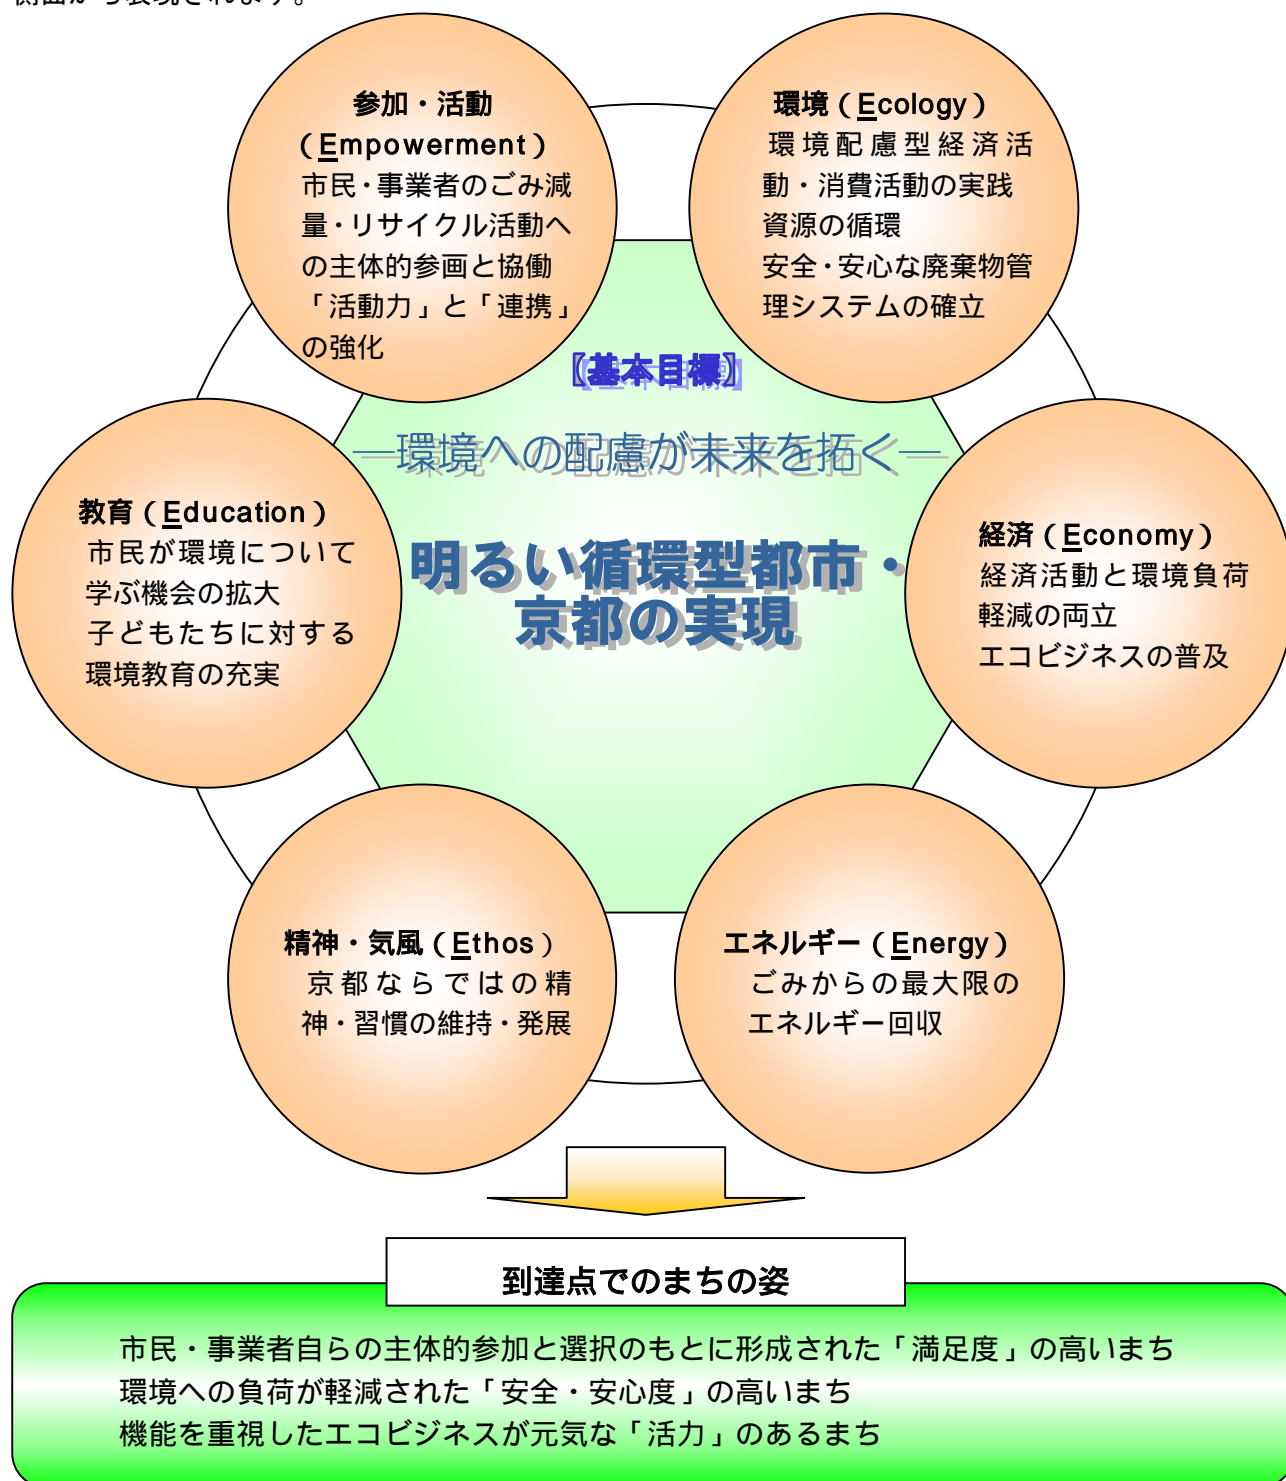 側面から表現されます。
参加・活動
（Empowerment）
市民・事業者のごみ減
量・リサイクル活動へ
の主体的参画と協働
「活動力」と「連携」
の強化
環境（Ecology）
環境配慮型経済活
動・消費活動の実践
資源の循環
安全・安心な廃棄物管
理システムの確立
【基本目標】
―環境への配慮が未来を拓く―
明るい循環型都市・
京都の実現
教育（Education）
市民が環境について
学ぶ機会の拡大
子どもたちに対する
環境教育の充実
経済（Economy）
経済活動と環境負荷
軽減の両立
エコビジネスの普及
精神・気風（Ethos）
京都ならではの精
神・習慣の維持・発展
エネルギー（Energy）
ごみからの最大限の
エネルギー回収
到達点でのまちの姿
市民・事業者自らの主体的参加と選択のもとに形成された「満足度」の高いまち
環境への負荷が軽減された「安全・安心度」の高いまち
機能を重視したエコビジネスが元気な「活力」のあるまち